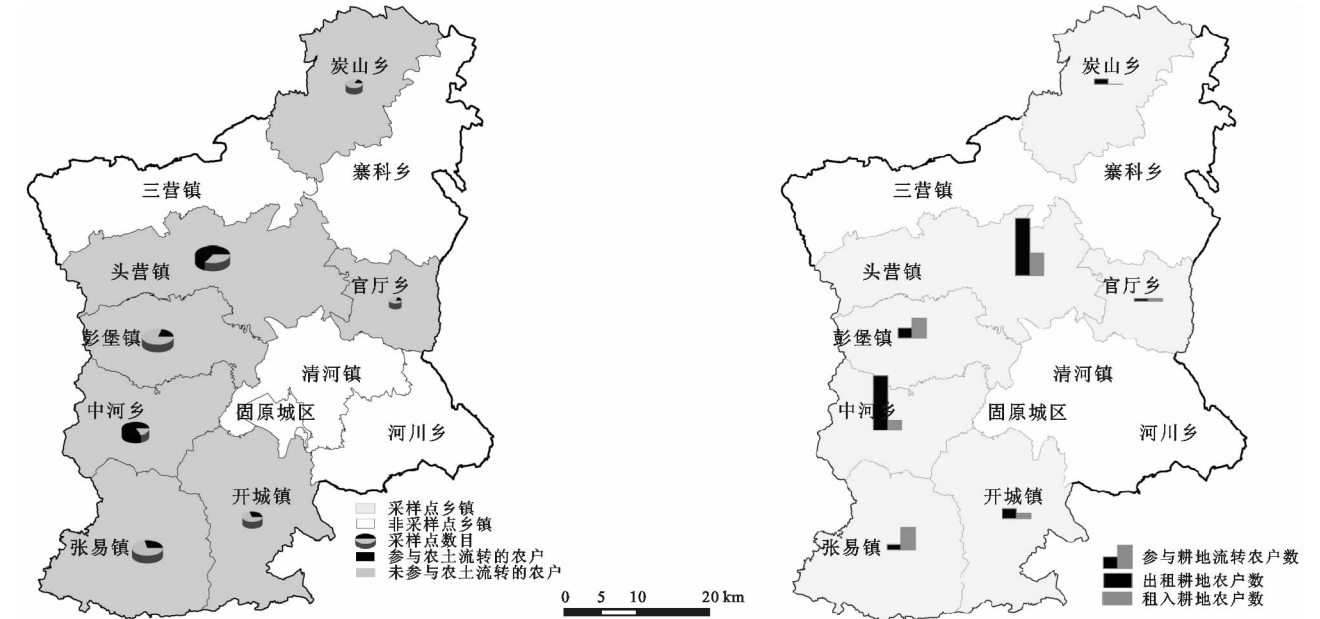 炭山乡
寨科乡
三营镇
头营镇
官厅乡
彭堡镇
清河镇
中河乡
固原城区
河川乡
开城镇
张易镇
采样点乡镇
非采样点乡镇
采样点数目
参与农土流转的农户
未参与农土流转的农户
0 5 10 20 km
炭山乡
寨科乡
三营镇
头营镇
官厅乡
彭堡镇
清河镇
中河乡
固原城区
河川乡
开城镇
张易镇
参与耕地流转农户数
出租耕地农户数
租入耕地农户数